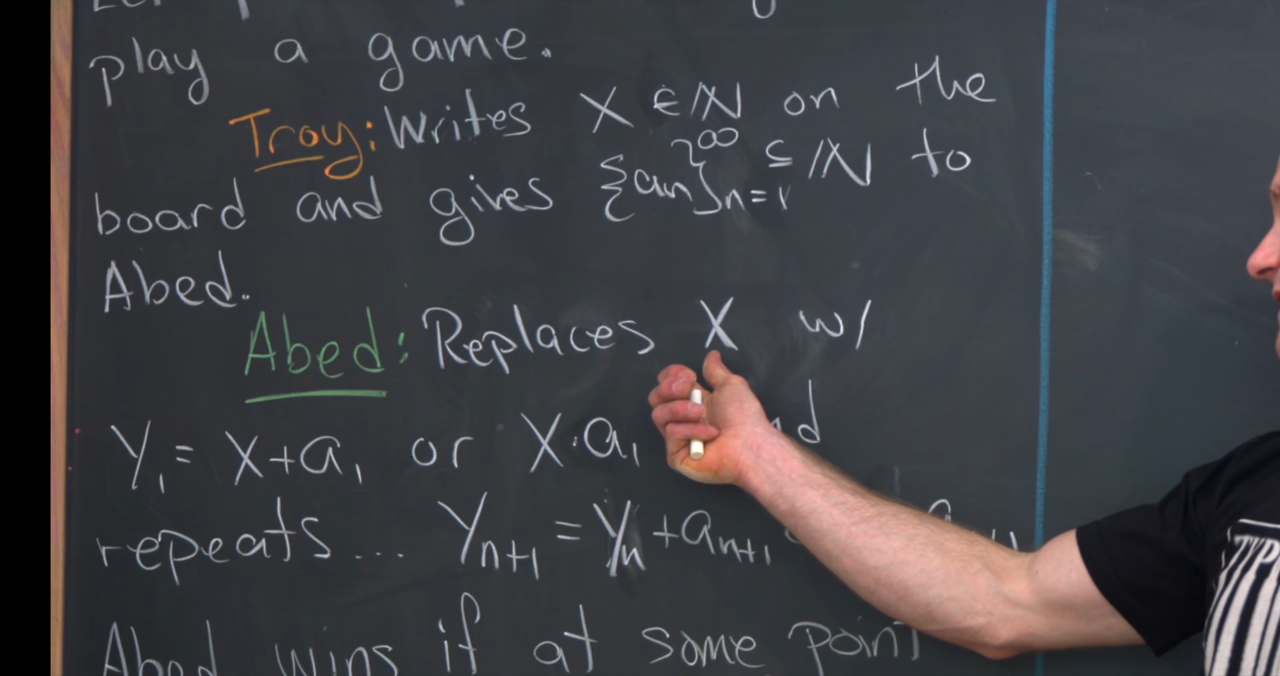 play a game.
Troy: Writes X ∈ ℕ on the
board and gives {an}∞n=1 ⊆ ℕ to
Abed.
Abed: Replaces X w/
Y1 = X+a1 or X·a1
repeats... Yn+1 = Yn + an+1
Abed wins if at some point
TYP